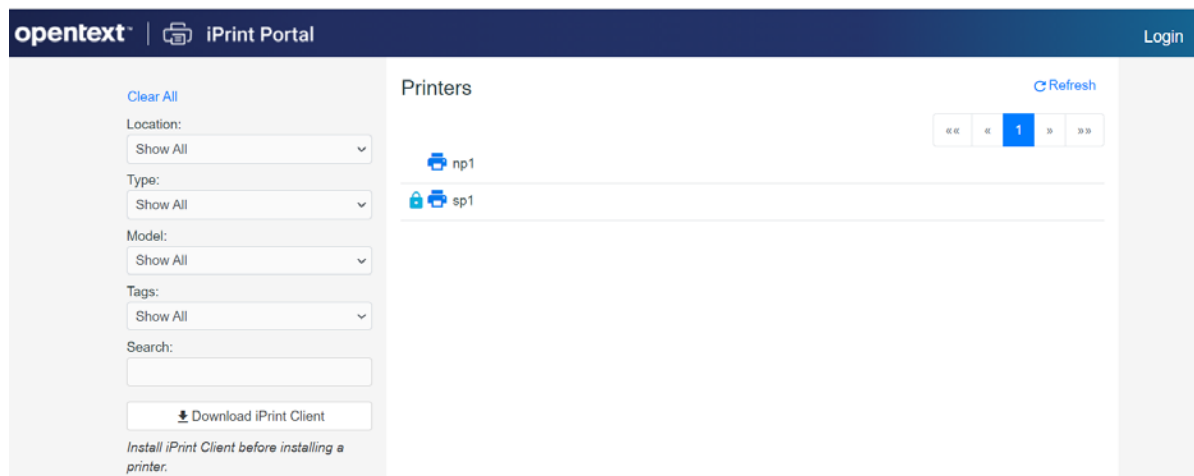 opentext™ | iPrint Portal
Login
Clear All
Location:
Show All
Type:
Show All
Model:
Show All
Tags:
Show All
Search:
Download iPrint Client
Install iPrint Client before installing a
printer.
Printers
Refresh
«« « 1 » »»
np1
sp1